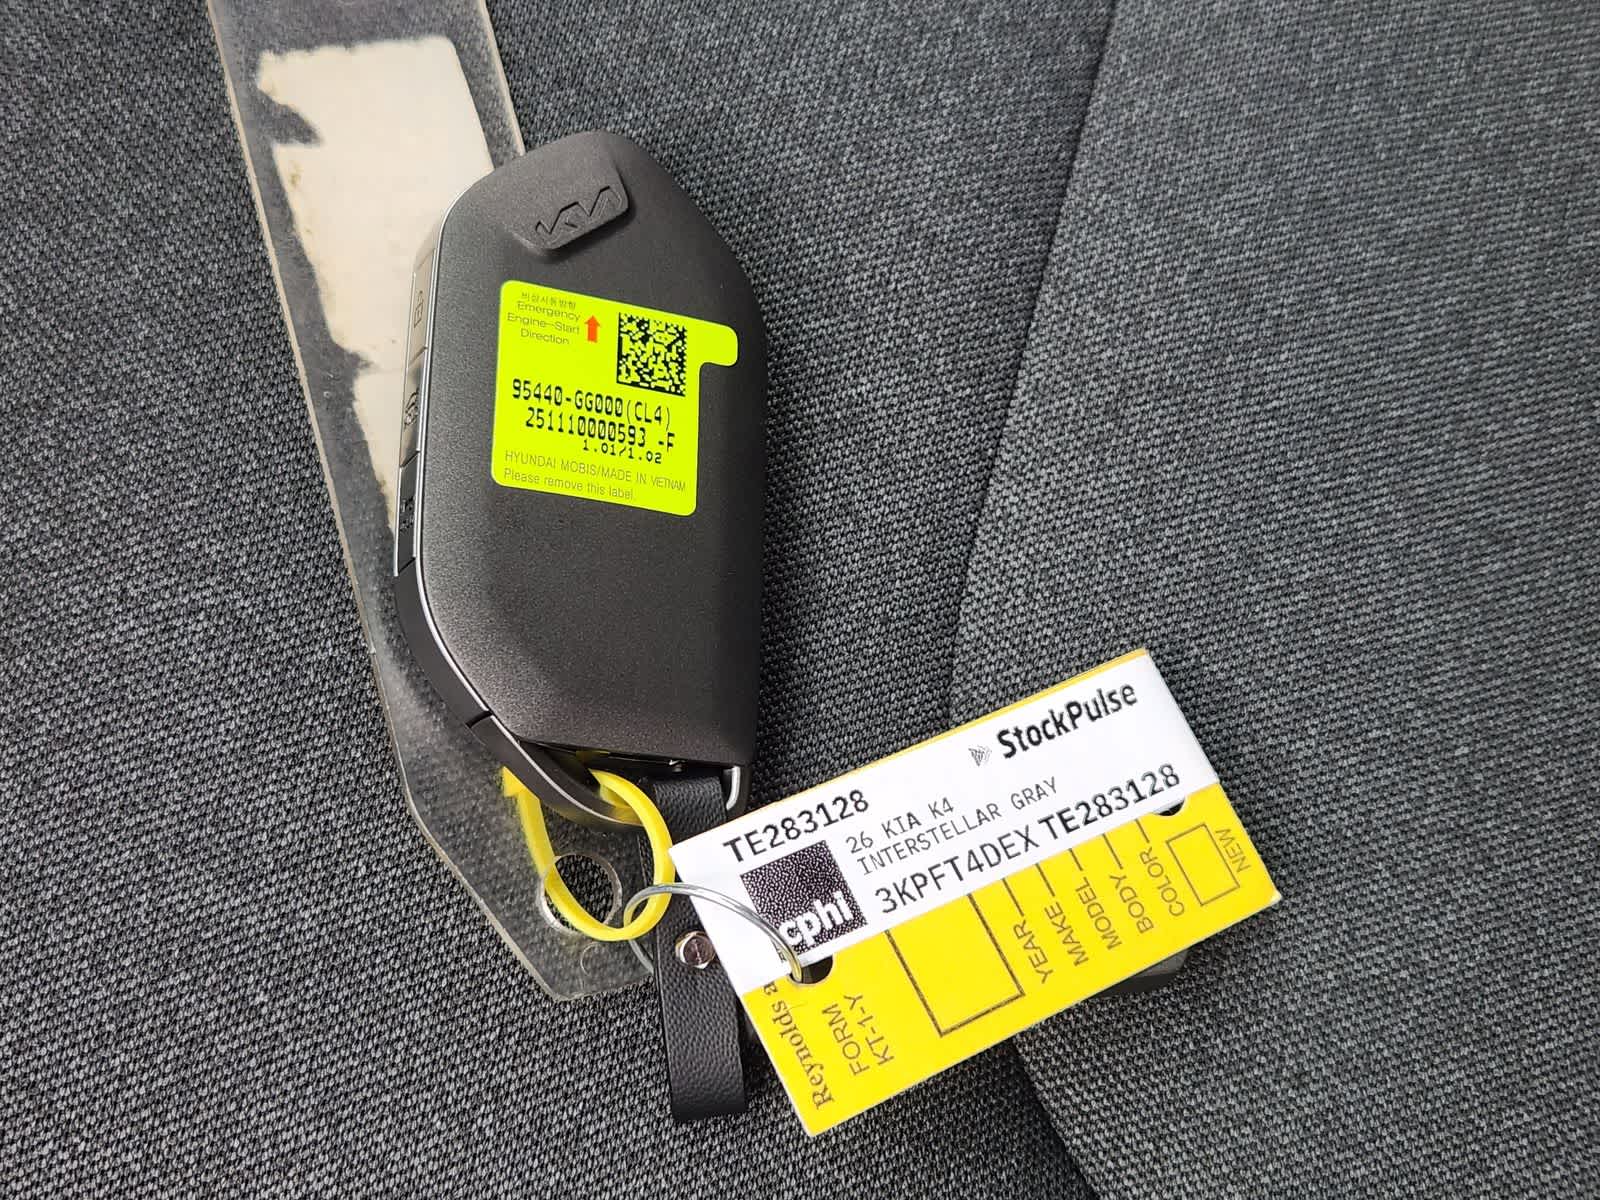 KIA
비상시동방향
Emergency
Engine-Start
Direction
95440-GG000(CL4)
251110000593 -F
1.01/1.02
HYUNDAI MOBIS/MADE IN VIETNAM
Please remove this label.
StockPulse
TE283128
26 KIA K4
INTERSTELLAR GRAY
3KPFT4DEX TE283128
cphi
Reynolds a
FORM
KT-1-Y
YEAR
MAKE
MODEL
BODY
COLOR
NEW